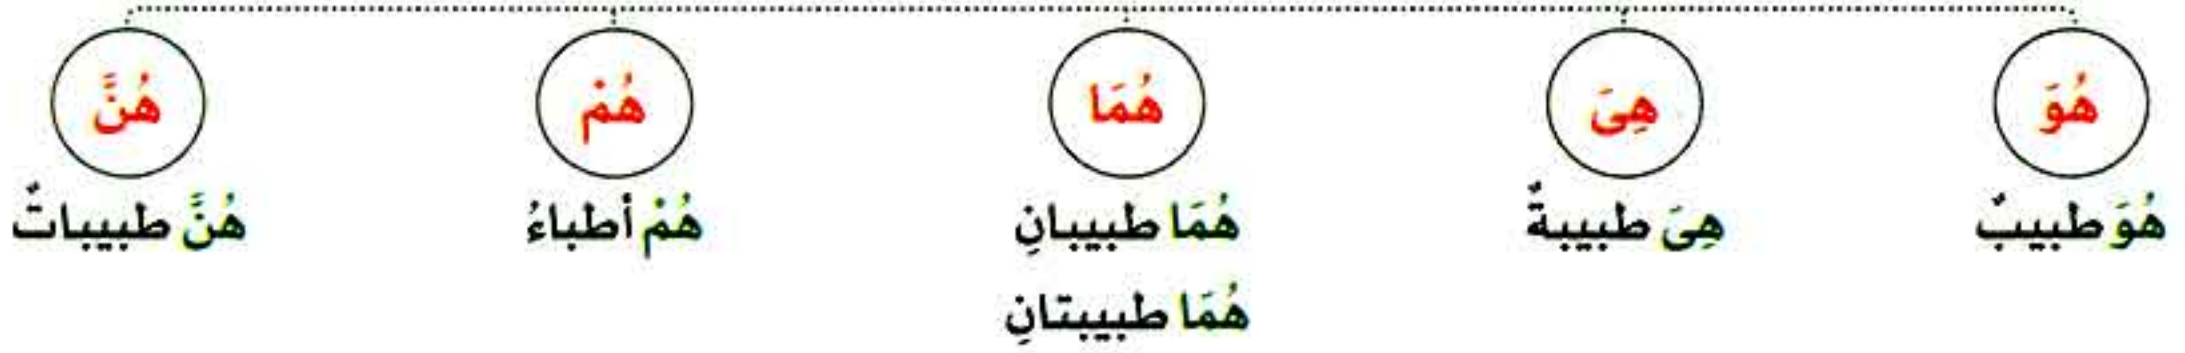 هُوَ هِىَ هُمَا هُمْ هُنَّ
هُوَ طبيبٌ هِىَ طبيبةٌ هُمَا طبيبانِ هُمْ أطباءُ هُنَّ طبيباتٌ
هُمَا طبيبتانِ